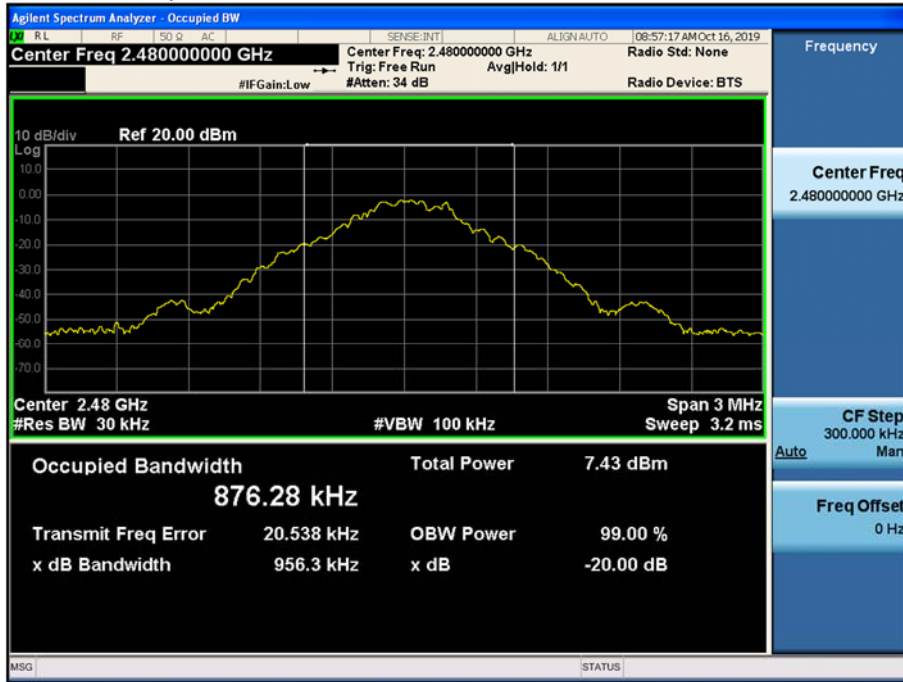 Agilent Spectrum Analyzer - Occupied BW
LXI RL RF 50 Ω AC SENSE:INT ALIGN AUTO 08:57:17 AM Oct 16, 2019
Center Freq 2.480000000 GHz Center Freq: 2.480000000 GHz Radio Std: None
Trig: Free Run Avg|Hold: 1/1
#IFGain:Low #Atten: 34 dB Radio Device: BTS
10 dB/div Ref 20.00 dBm
Log
10.0
0.00
-10.0
-20.0
-30.0
-40.0
-50.0
-60.0
-70.0
Center 2.48 GHz Span 3 MHz
#Res BW 30 kHz #VBW 100 kHz Sweep 3.2 ms
Occupied Bandwidth Total Power 7.43 dBm
876.28 kHz
Transmit Freq Error 20.538 kHz OBW Power 99.00 %
x dB Bandwidth 956.3 kHz x dB -20.00 dB
MSG STATUS
Frequency
Center Freq
2.480000000 GHz
CF Step
300.000 kHz
Auto Man
Freq Offset
0 Hz